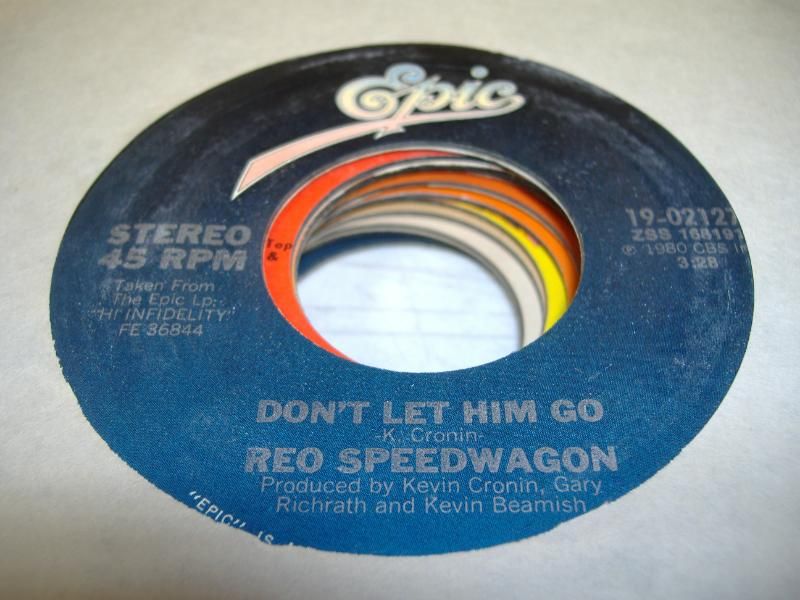 Epic
STEREO
45 RPM
Taken From
The Epic Lp:
"HI INFIDELITY"
FE 36844
Top
&
19-02127
ZSS 168191
℗ 1980 CBS
3:28
DON'T LET HIM GO
-K. Cronin-
REO SPEEDWAGON
Produced by Kevin Cronin, Gary
Richrath and Kevin Beamish
"EPIC" IS